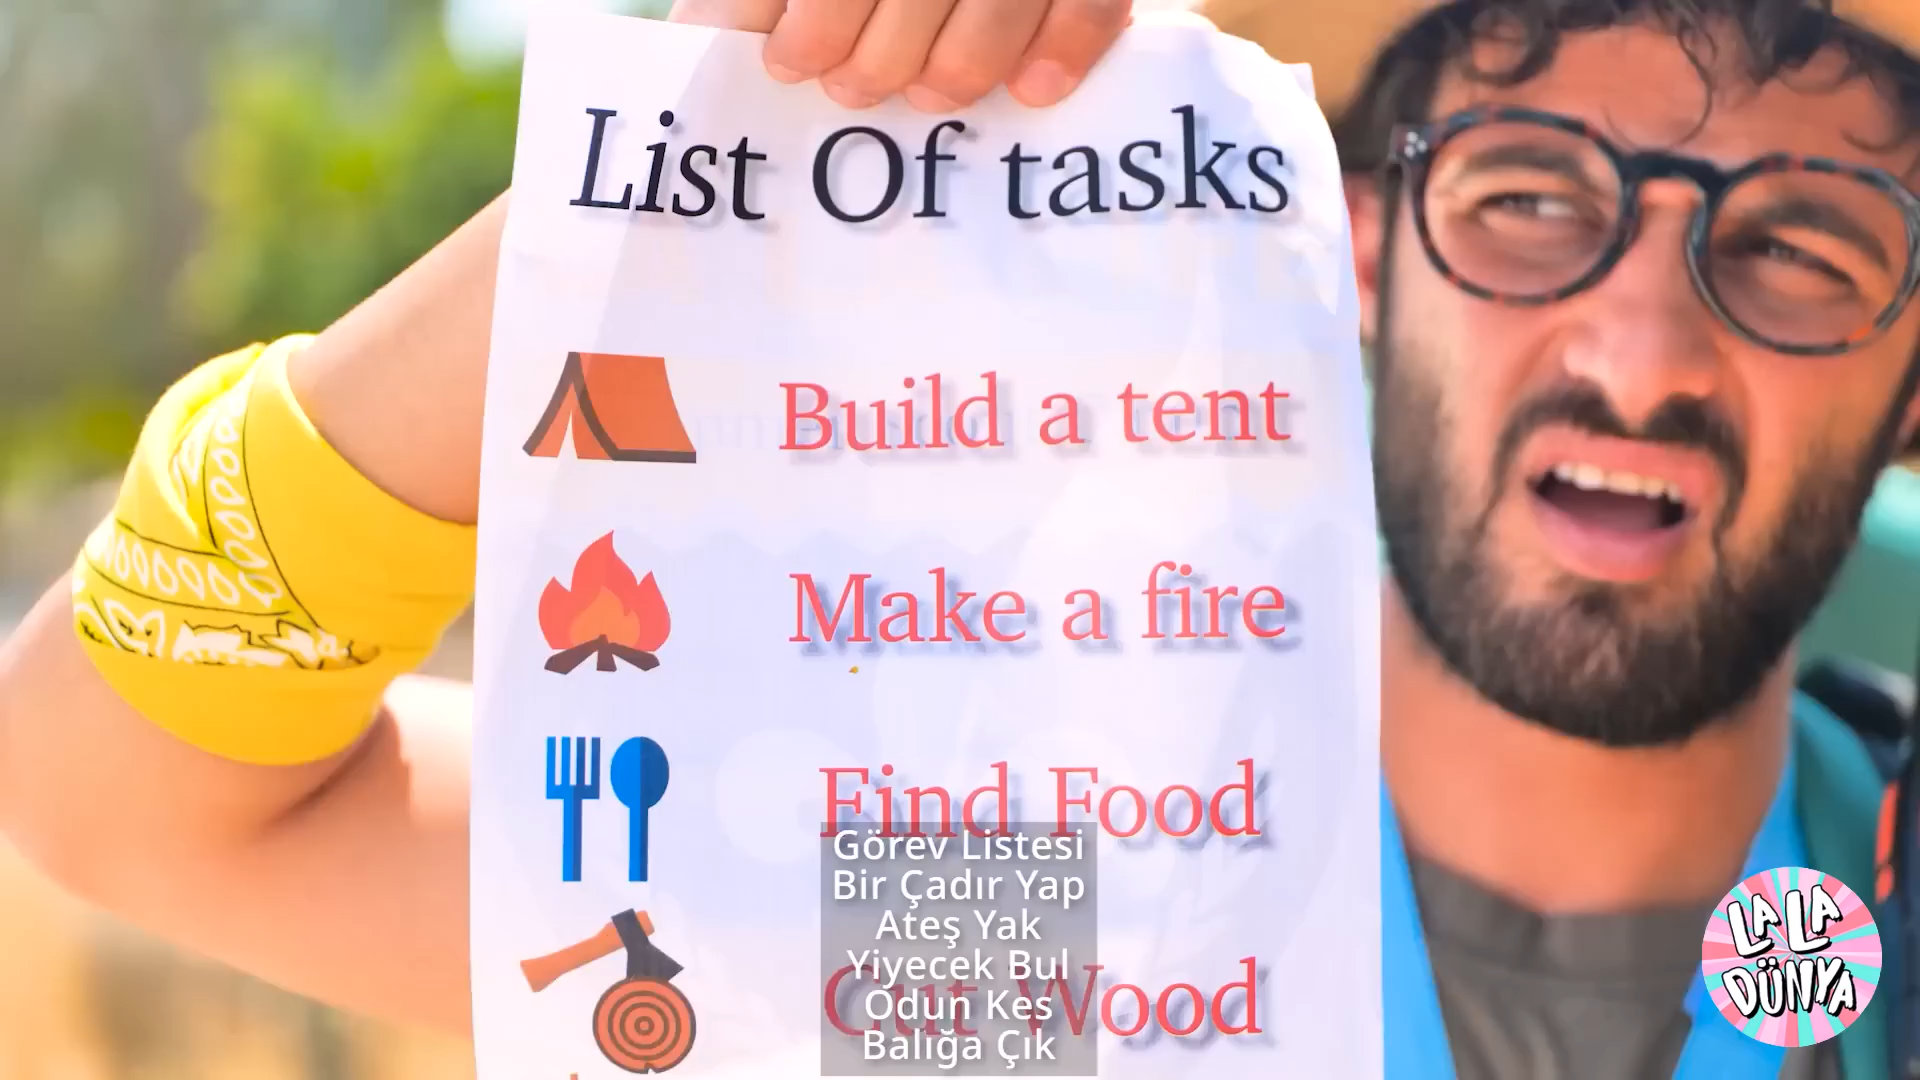 List Of tasks
Build a tent
Make a fire
Find Food
Cut Wood
Görev Listesi
Bir Çadır Yap
Ateş Yak
Yiyecek Bul
Odun Kes
Balığa Çık
LA LA
DÜNYA